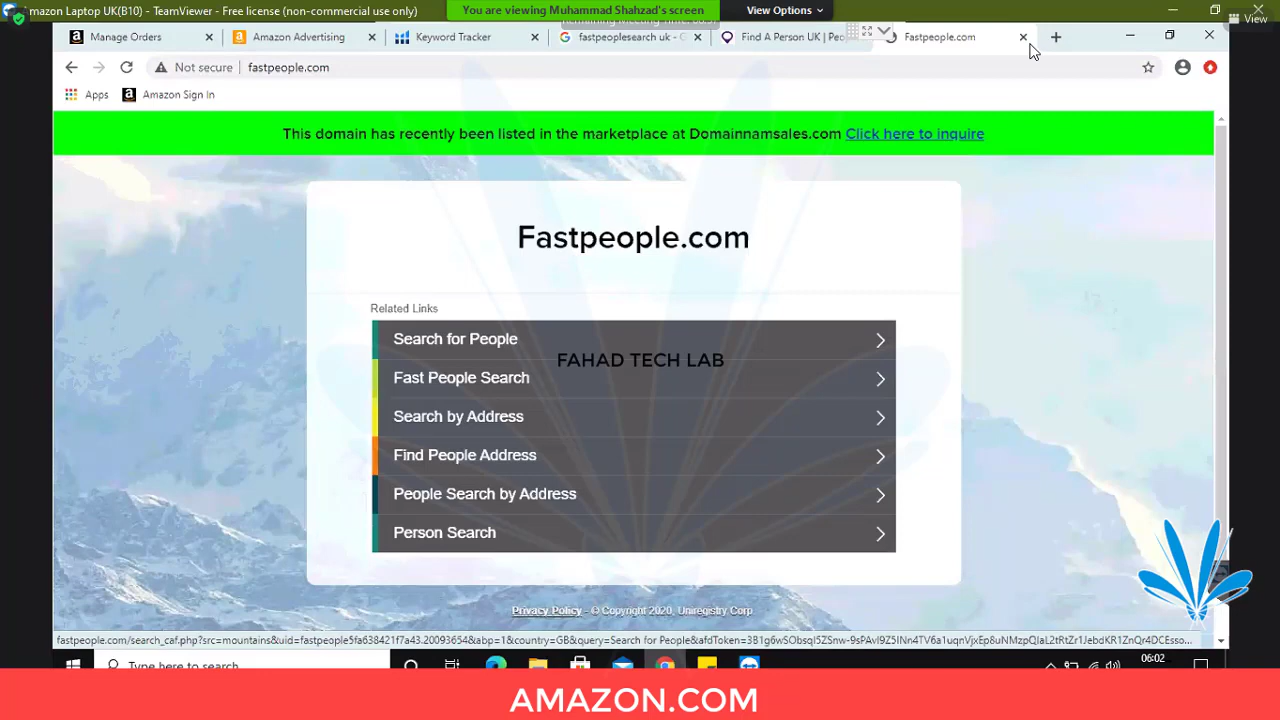 Amazon Laptop UK(B10) - TeamViewer - Free license (non-commercial use only)
You are viewing Muhammad Shahzad's screen
View Options
View
Manage Orders
Amazon Advertising
Keyword Tracker
fastpeoplesearch uk - G
Find A Person UK | Peo
Fastpeople.com
Not secure
fastpeople.com
Apps
Amazon Sign In
This domain has recently been listed in the marketplace at Domainnamsales.com Click here to inquire
Fastpeople.com
Related Links
Search for People
FAHAD TECH LAB
Fast People Search
Search by Address
Find People Address
People Search by Address
Person Search
Privacy Policy - © Copyright 2020, Uniregistry Corp
Type here to search
06:02
AMAZON.COM